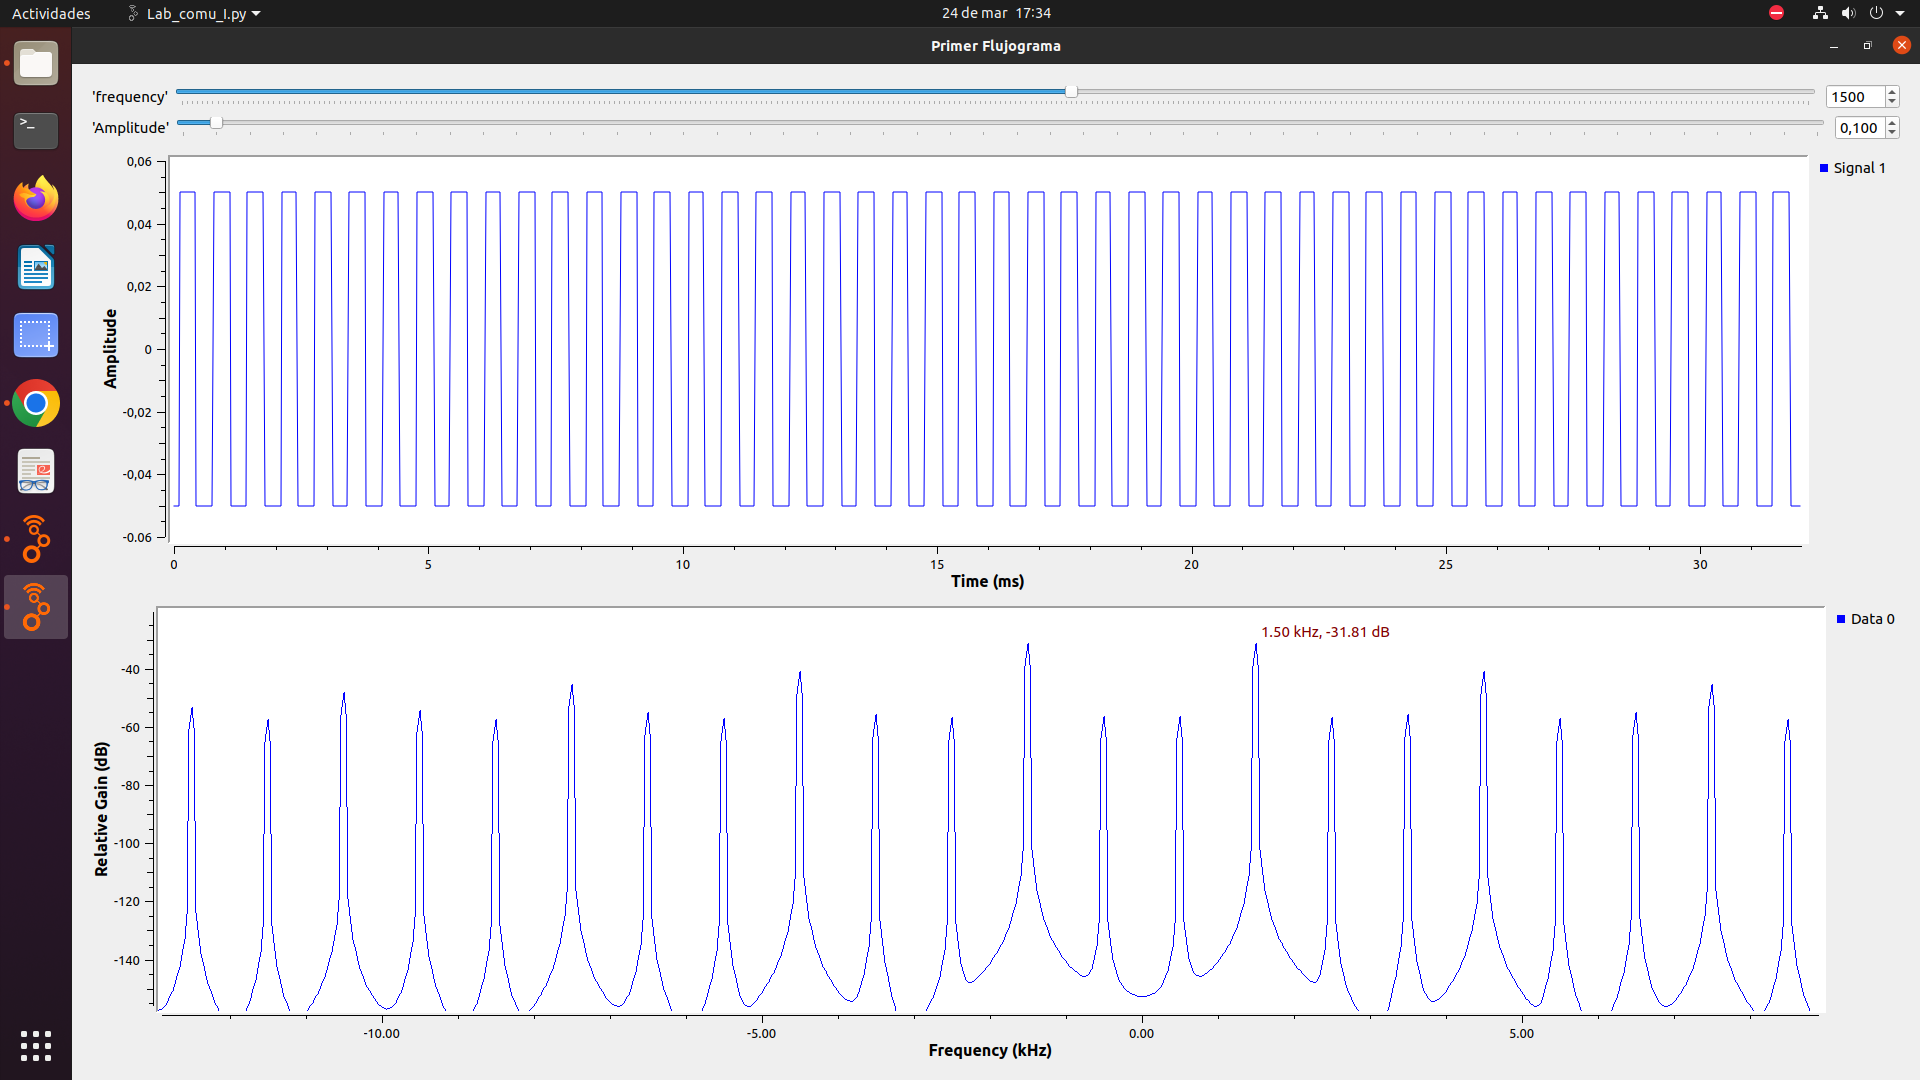 Actividades
Lab_comu_I.py
24 de mar 17:34
Primer Flujograma
'frequency'
1500
'Amplitude'
0,100
Signal 1
0,06
0,04
0,02
0
-0,02
-0,04
-0.06
Amplitude
0
5
10
15
20
25
30
Time (ms)
Data 0
1.50 kHz, -31.81 dB
-40
-60
-80
-100
-120
-140
Relative Gain (dB)
-10.00
-5.00
0.00
5.00
Frequency (kHz)